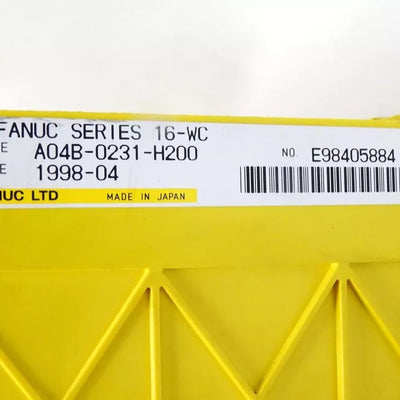 FANUC SERIES 16-WC
E A04B-0231-H200 NO. E98405884
E 1998-04
NUC LTD MADE IN JAPAN